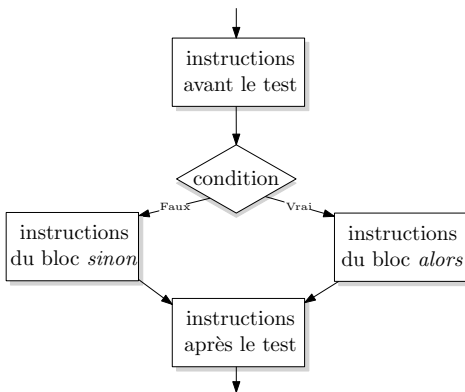 instructions
avant le test
condition
Faux
Vrai
instructions
du bloc sinon
instructions
du bloc alors
instructions
après le test